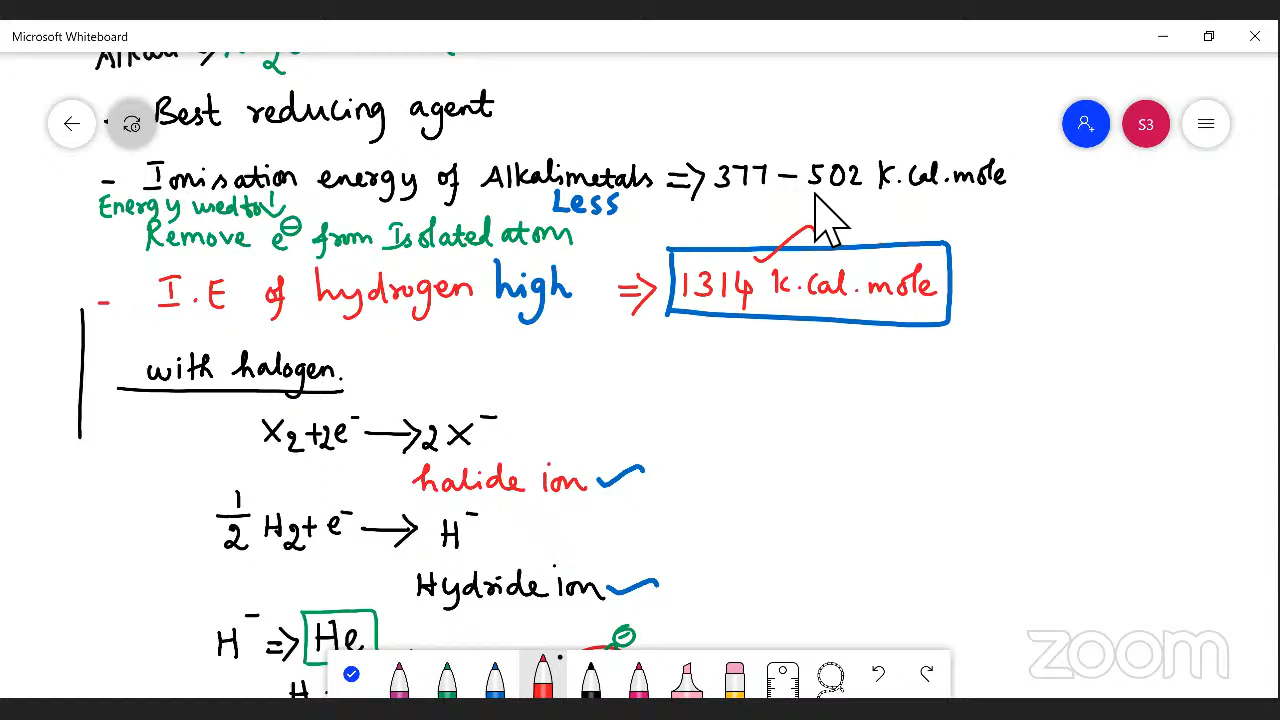 Microsoft Whiteboard
2
Best reducing agent
S3
- Ionisation energy of Alkalimetals => 377 – 502 K.Cal.mole
Energy used to Less
Remove e⊖ from Isolated atom
- I.E of hydrogen high => 1314 K.Cal.mole
with halogen.
X2+2e⁻ → 2X⁻
halide ion ✓
1/2 H2+e⁻ → H⁻
Hydride ion ✓
H⁻ => He
H
zoom